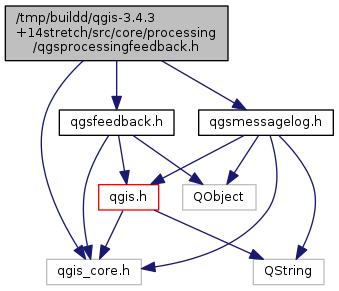 /tmp/buildd/qgis-3.4.3
+14stretch/src/core/processing
/qgsprocessingfeedback.h
qgsfeedback.h
qgsmessagelog.h
qgis.h
QObject
qgis_core.h
QString